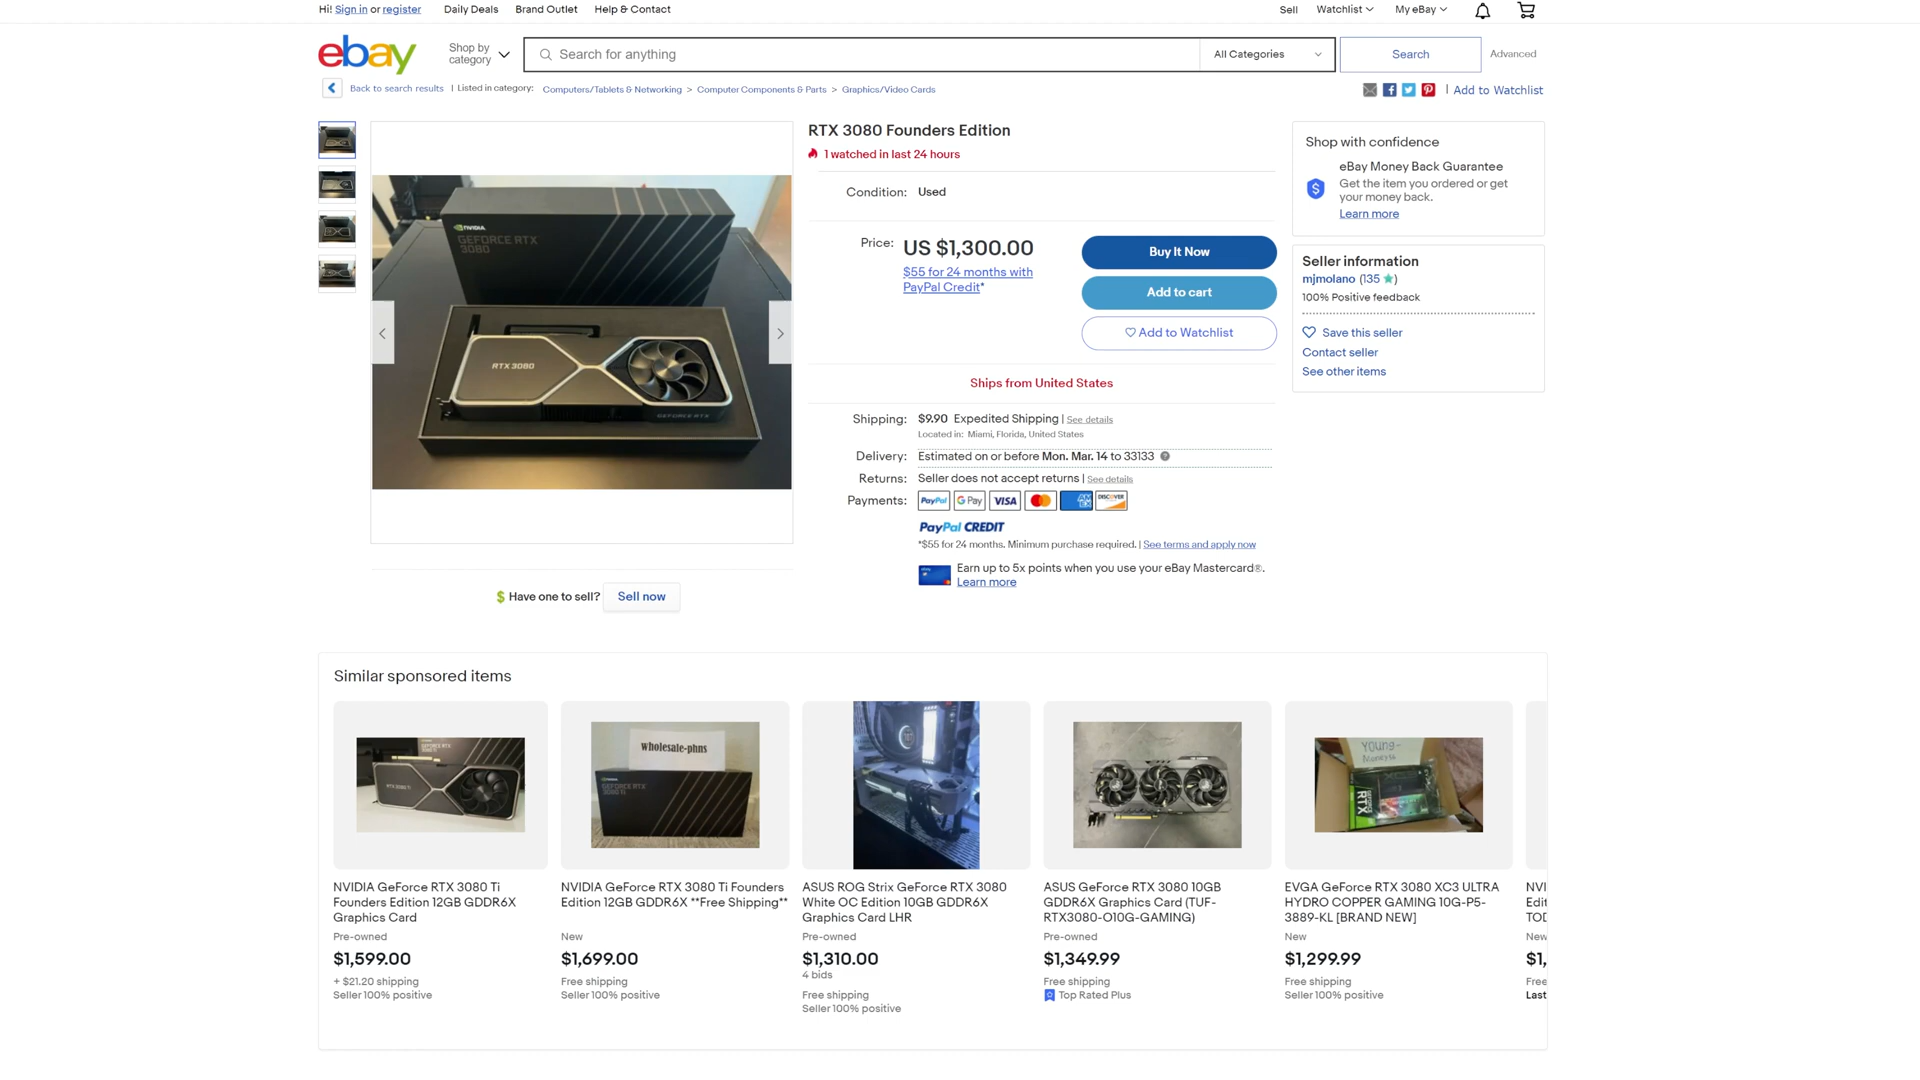 Hi! Sign in or register
Daily Deals
Brand Outlet
Help & Contact
Sell
Watchlist
My eBay
ebay
Shop by
category
Search for anything
All Categories
Search
Advanced
Back to search results | Listed in category: Computers/Tablets & Networking > Computer Components & Parts > Graphics/Video Cards
| Add to Watchlist
NVIDIA
GEFORCE RTX
3080
RTX 3080
GEFORCE RTX
$ Have one to sell? Sell now
RTX 3080 Founders Edition
1 watched in last 24 hours
Condition: Used
Price: US $1,300.00
$55 for 24 months with
PayPal Credit*
Buy It Now
Add to cart
Add to Watchlist
Ships from United States
Shipping: $9.90 Expedited Shipping | See details
Located in: Miami, Florida, United States
Delivery: Estimated on or before Mon. Mar. 14 to 33133
Returns: Seller does not accept returns | See details
Payments: PayPal G Pay VISA DISCOVER
PayPal CREDIT
*$55 for 24 months. Minimum purchase required. | See terms and apply now
Earn up to 5x points when you use your eBay Mastercard®.
Learn more
Shop with confidence
eBay Money Back Guarantee
Get the item you ordered or get
your money back.
Learn more
Seller information
mjmolano (135 ★)
100% Positive feedback
Save this seller
Contact seller
See other items
Similar sponsored items
wholesale-phns
NVIDIA GeForce RTX 3080 Ti
Founders Edition 12GB GDDR6X
Graphics Card
Pre-owned
$1,599.00
+ $21.20 shipping
Seller 100% positive
NVIDIA GeForce RTX 3080 Ti Founders
Edition 12GB GDDR6X **Free Shipping**
New
$1,699.00
Free shipping
Seller 100% positive
ASUS ROG Strix GeForce RTX 3080
White OC Edition 10GB GDDR6X
Graphics Card LHR
Pre-owned
$1,310.00
4 bids
Free shipping
Seller 100% positive
ASUS GeForce RTX 3080 10GB
GDDR6X Graphics Card (TUF-
RTX3080-O10G-GAMING)
Pre-owned
$1,349.99
Free shipping
Top Rated Plus
EVGA GeForce RTX 3080 XC3 ULTRA
HYDRO COPPER GAMING 10G-P5-
3889-KL [BRAND NEW]
New
$1,299.99
Free shipping
Seller 100% positive
NVI
Edit
TOD
New
$1,
Free
Last